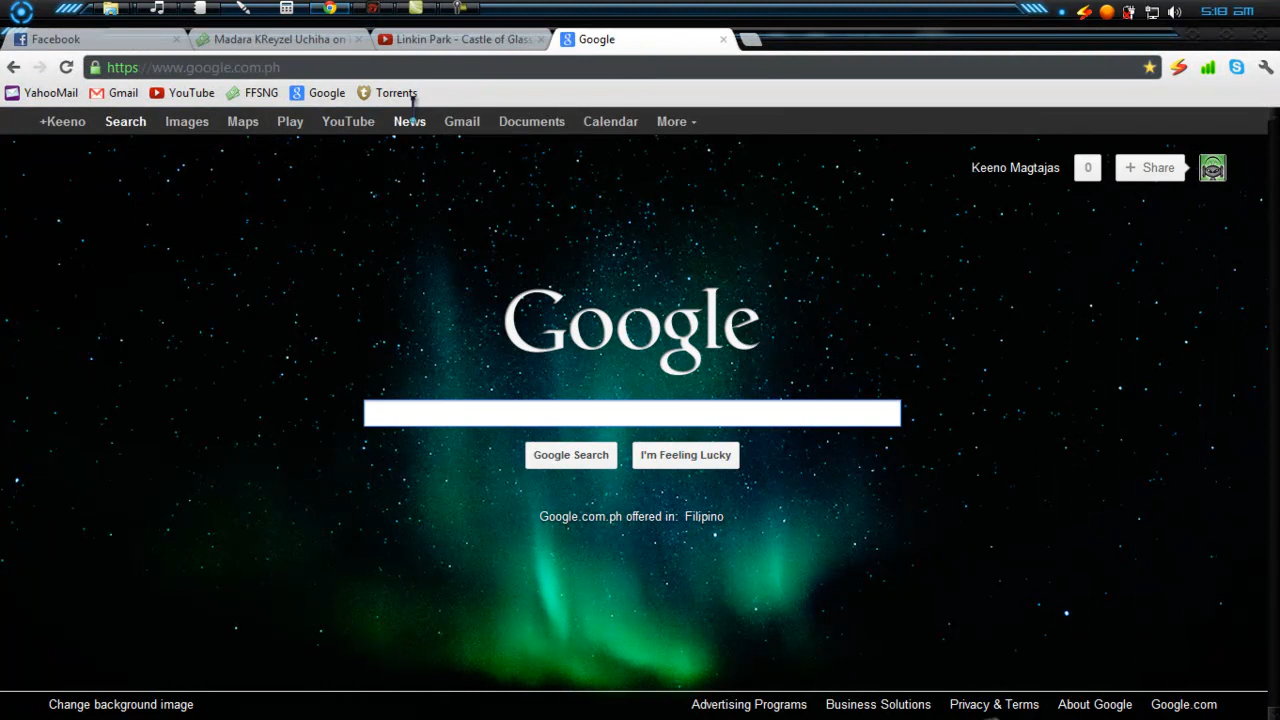 5:18 am
Facebook
Madara KReyzel Uchiha on
Linkin Park - Castle of Glass
Google
https://www.google.com.ph
YahooMail Gmail YouTube FFSNG Google Torrents
+Keeno Search Images Maps Play YouTube News Gmail Documents Calendar More
Keeno Magtajas 0 + Share
Google
Google Search I'm Feeling Lucky
Google.com.ph offered in: Filipino
Change background image Advertising Programs Business Solutions Privacy & Terms About Google Google.com